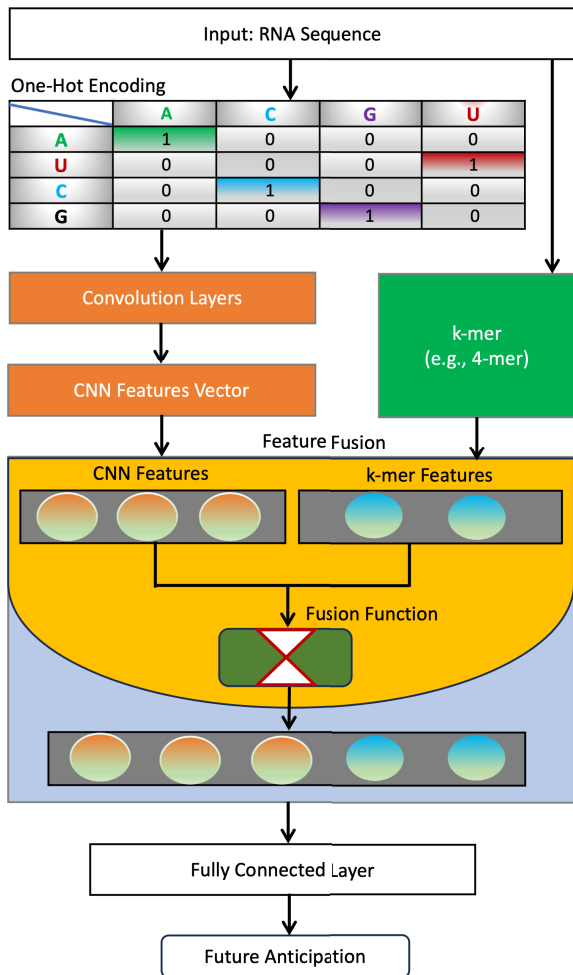 Input: RNA Sequence
One-Hot Encoding
A C G U
A 1 0 0 0
U 0 0 0 1
C 0 1 0 0
G 0 0 1 0
Convolution Layers
k-mer
(e.g., 4-mer)
CNN Features Vector
Feature Fusion
CNN Features
k-mer Features
Fusion Function
Fully Connected Layer
Future Anticipation